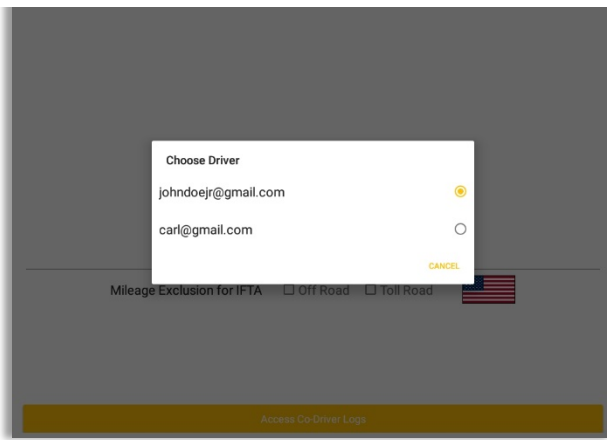 Choose Driver
johndoejr@gmail.com
carl@gmail.com
CANCEL
Mileage Exclusion for IFTA Off Road Toll Road
Access Co-Driver Logs